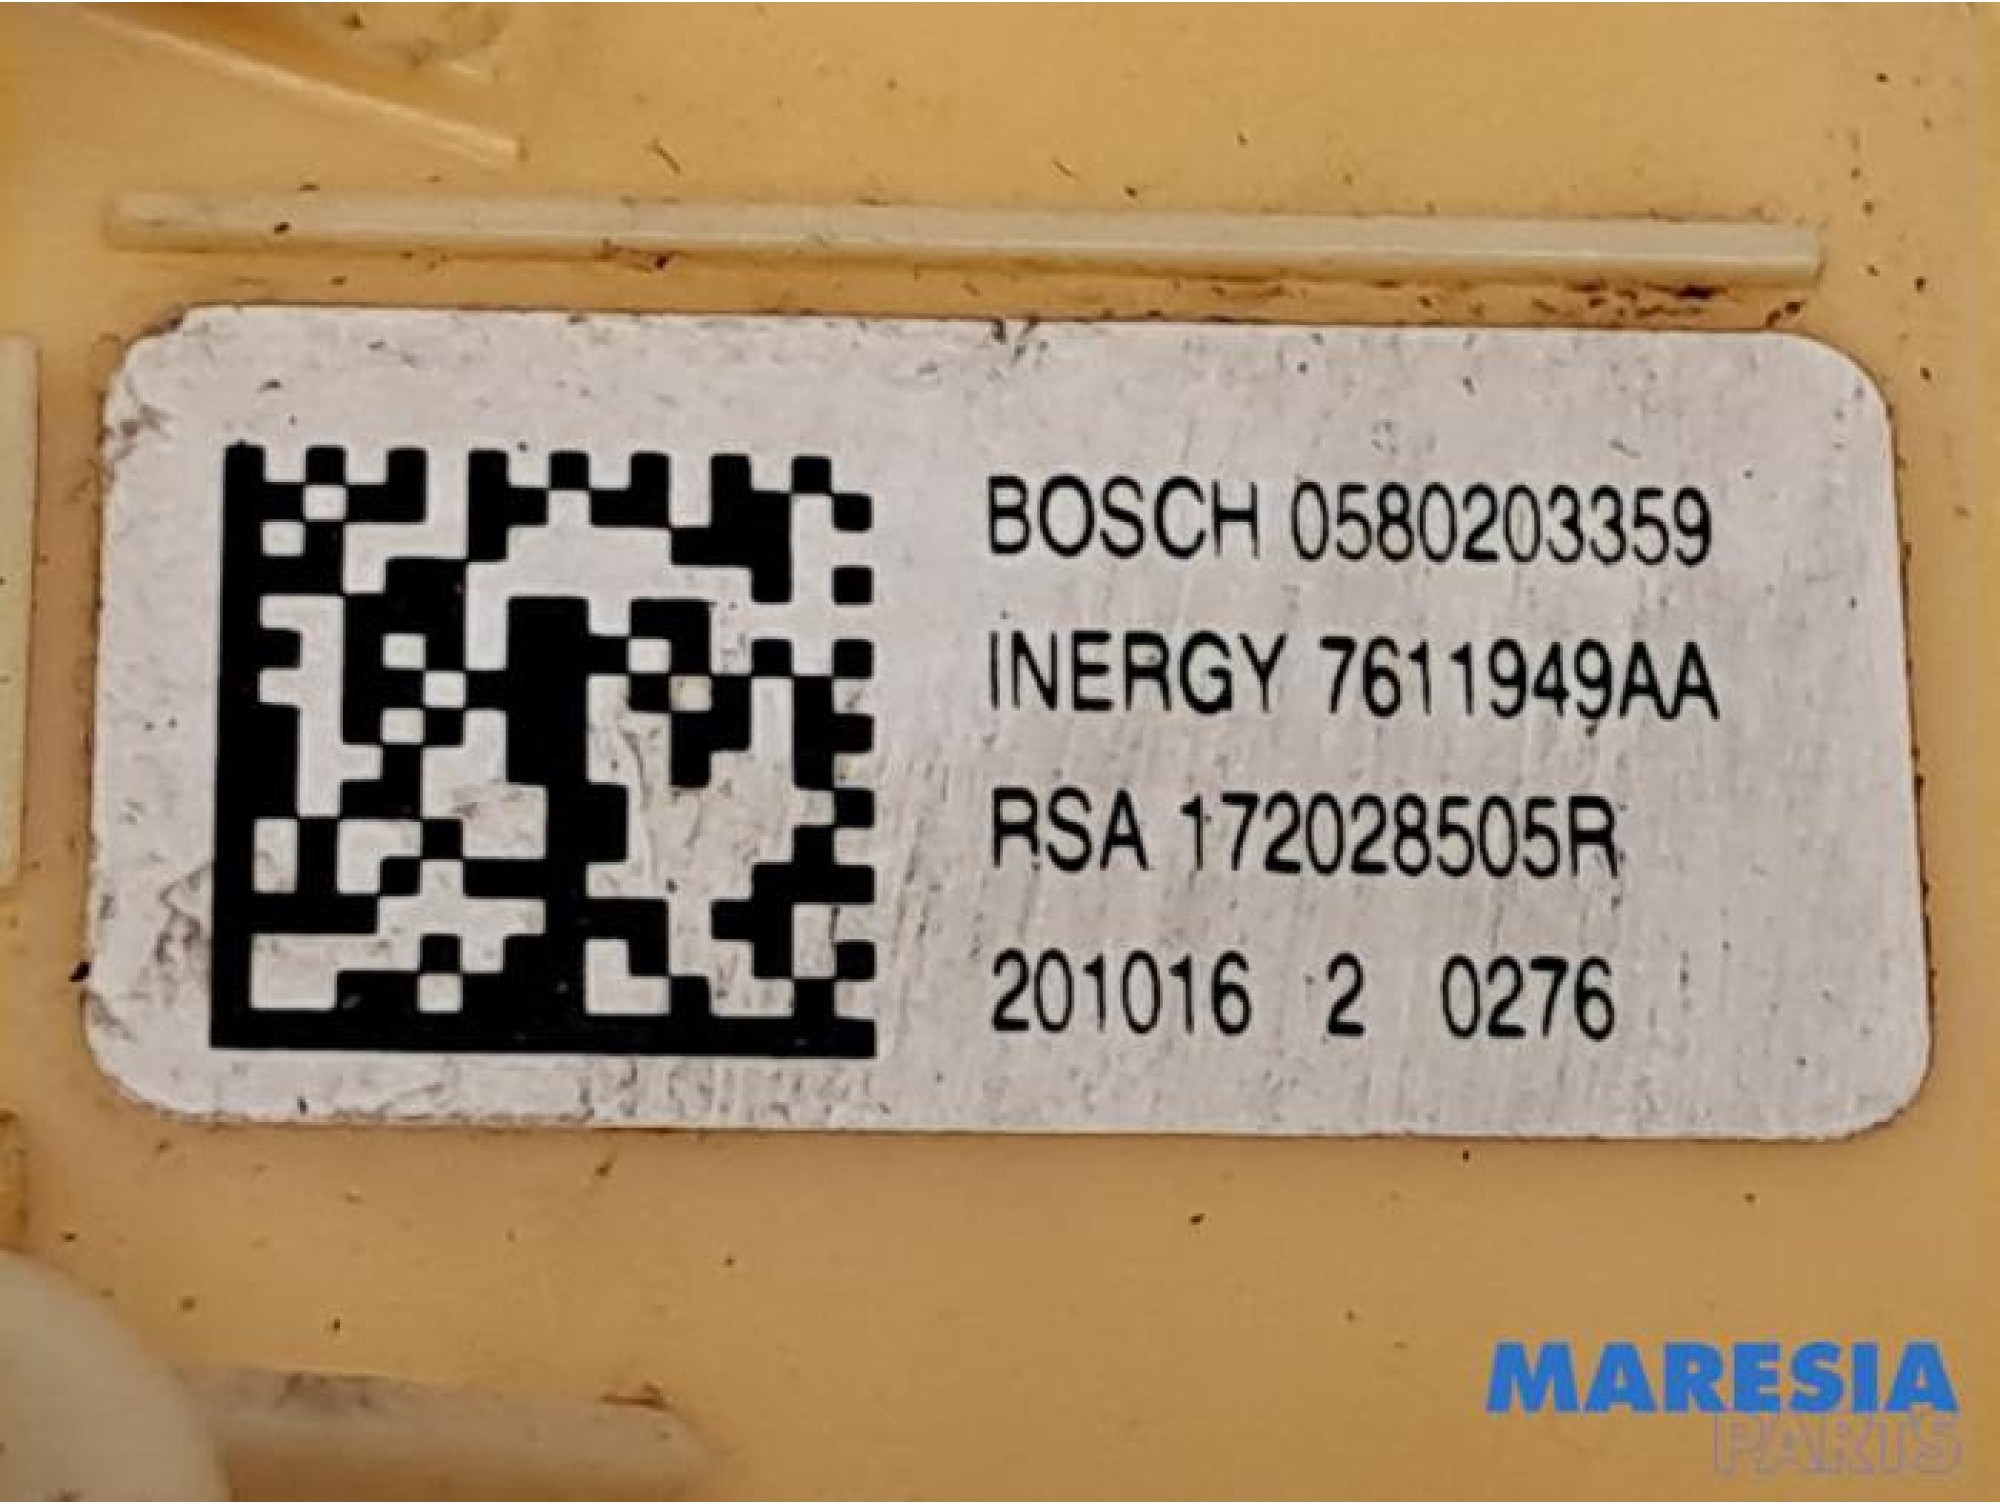 BOSCH 0580203359
INERGY 7611949AA
RSA 172028505R
201016 2 0276
MARESIA
PARTS